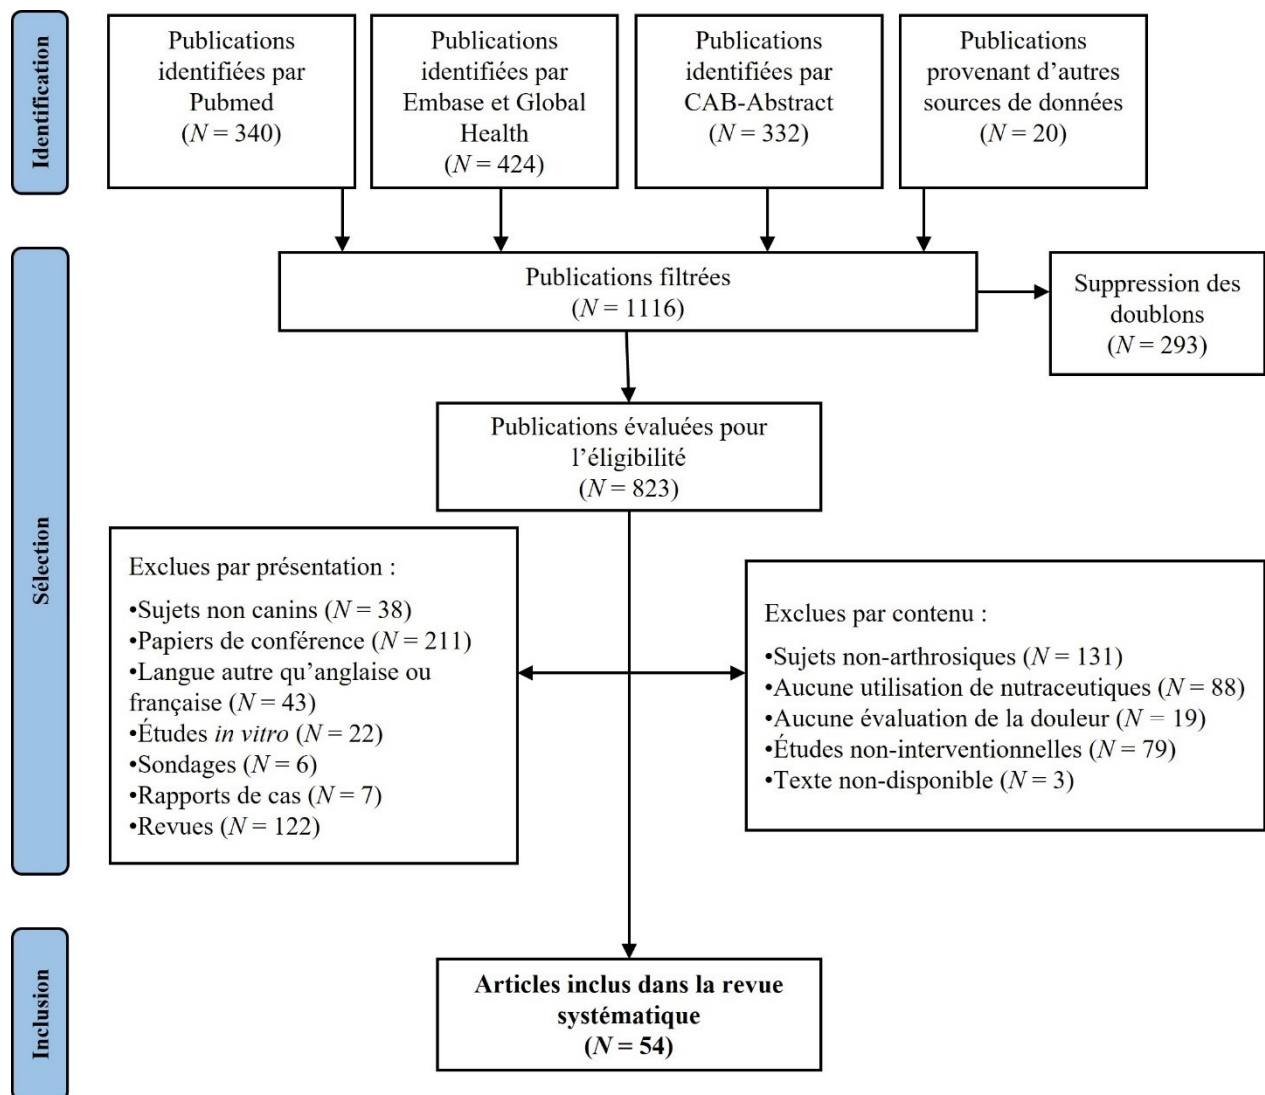 Identification
Publications
identifiées par
Pubmed
(N = 340)
Publications
identifiées par
Embase et Global
Health
(N = 424)
Publications
identifiées par
CAB-Abstract
(N = 332)
Publications
provenant d’autres
sources de données
(N = 20)
Sélection
Publications filtrées
(N = 1116)
Suppression des
doublons
(N = 293)
Publications évaluées pour
l’éligibilité
(N = 823)
Exclues par présentation :
•Sujets non canins (N = 38)
•Papiers de conférence (N = 211)
•Langue autre qu’anglaise ou
française (N = 43)
•Études in vitro (N = 22)
•Sondages (N = 6)
•Rapports de cas (N = 7)
•Revues (N = 122)
Exclues par contenu :
•Sujets non-arthrosiques (N = 131)
•Aucune utilisation de nutraceutiques (N = 88)
•Aucune évaluation de la douleur (N = 19)
•Études non-interventionnelles (N = 79)
•Texte non-disponible (N = 3)
Inclusion
Articles inclus dans la revue
systématique
(N = 54)